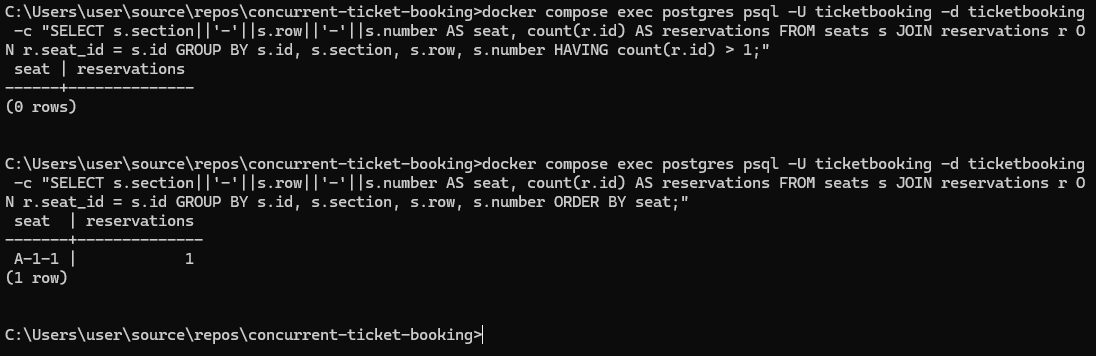 C:\Users\user\source\repos\concurrent-ticket-booking>docker compose exec postgres psql -U ticketbooking -d ticketbooking
 -c "SELECT s.section||'-'||s.row||'-'||s.number AS seat, count(r.id) AS reservations FROM seats s JOIN reservations r O
N r.seat_id = s.id GROUP BY s.id, s.section, s.row, s.number HAVING count(r.id) > 1;"
 seat | reservations
------+--------------
(0 rows)
C:\Users\user\source\repos\concurrent-ticket-booking>docker compose exec postgres psql -U ticketbooking -d ticketbooking
 -c "SELECT s.section||'-'||s.row||'-'||s.number AS seat, count(r.id) AS reservations FROM seats s JOIN reservations r O
N r.seat_id = s.id GROUP BY s.id, s.section, s.row, s.number ORDER BY seat;"
 seat  | reservations
-------+--------------
 A-1-1 |            1
(1 row)
C:\Users\user\source\repos\concurrent-ticket-booking>